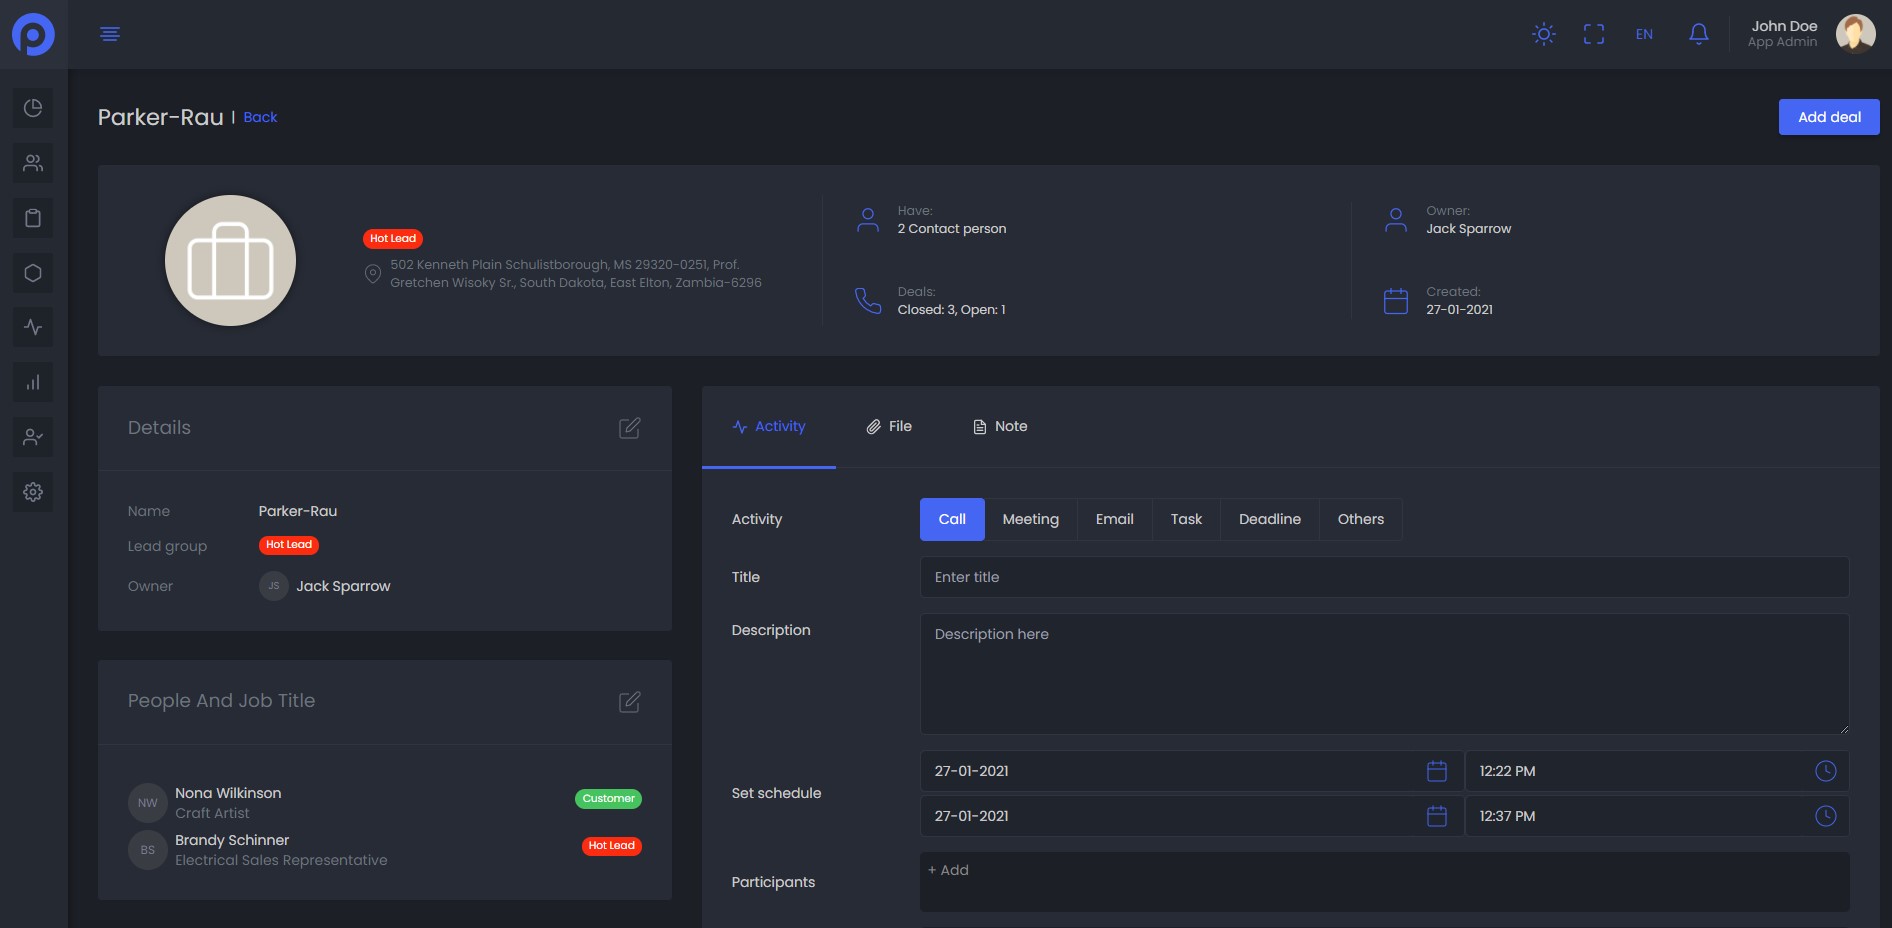 EN
John Doe
App Admin
Parker-Rau | Back
Add deal
Hot Lead
502 Kenneth Plain Schulistborough, MS 29320-0251, Prof.
Gretchen Wisoky Sr., South Dakota, East Elton, Zambia-6296
Have:
2 Contact person
Deals:
Closed: 3, Open: 1
Owner:
Jack Sparrow
Created:
27-01-2021
Details
Name Parker-Rau
Lead group Hot Lead
Owner JS Jack Sparrow
People And Job Title
NW Nona Wilkinson Customer
Craft Artist
BS Brandy Schinner Hot Lead
Electrical Sales Representative
Activity File Note
Activity Call Meeting Email Task Deadline Others
Title Enter title
Description Description here
Set schedule
27-01-2021 12:22 PM
27-01-2021 12:37 PM
Participants + Add